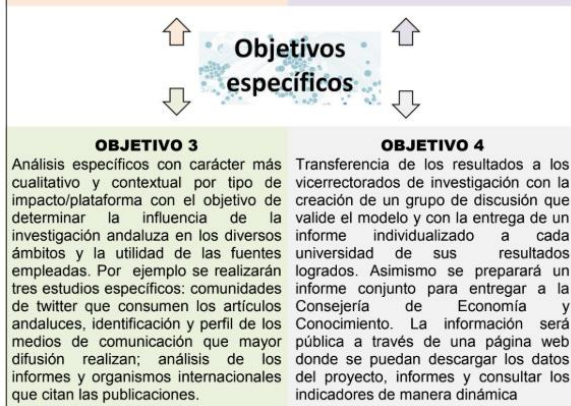 Objetivos
específicos
OBJETIVO 3
Análisis específicos con carácter más
cualitativo y contextual por tipo de
impacto/plataforma con el objetivo de
determinar la influencia de la
investigación andaluza en los diversos
ámbitos y la utilidad de las fuentes
empleadas. Por ejemplo se realizarán
tres estudios específicos: comunidades
de twitter que consumen los artículos
andaluces, identificación y perfil de los
medios de comunicación que mayor
difusión realizan; análisis de los
informes y organismos internacionales
que citan las publicaciones.
OBJETIVO 4
Transferencia de los resultados a los
vicerrectorados de investigación con la
creación de un grupo de discusión que
valide el modelo y con la entrega de un
informe individualizado a cada
universidad de sus resultados
logrados. Asimismo se preparará un
informe conjunto para entregar a la
Consejería de Economía y
Conocimiento. La información será
pública a través de una página web
donde se puedan descargar los datos
del proyecto, informes y consultar los
indicadores de manera dinámica